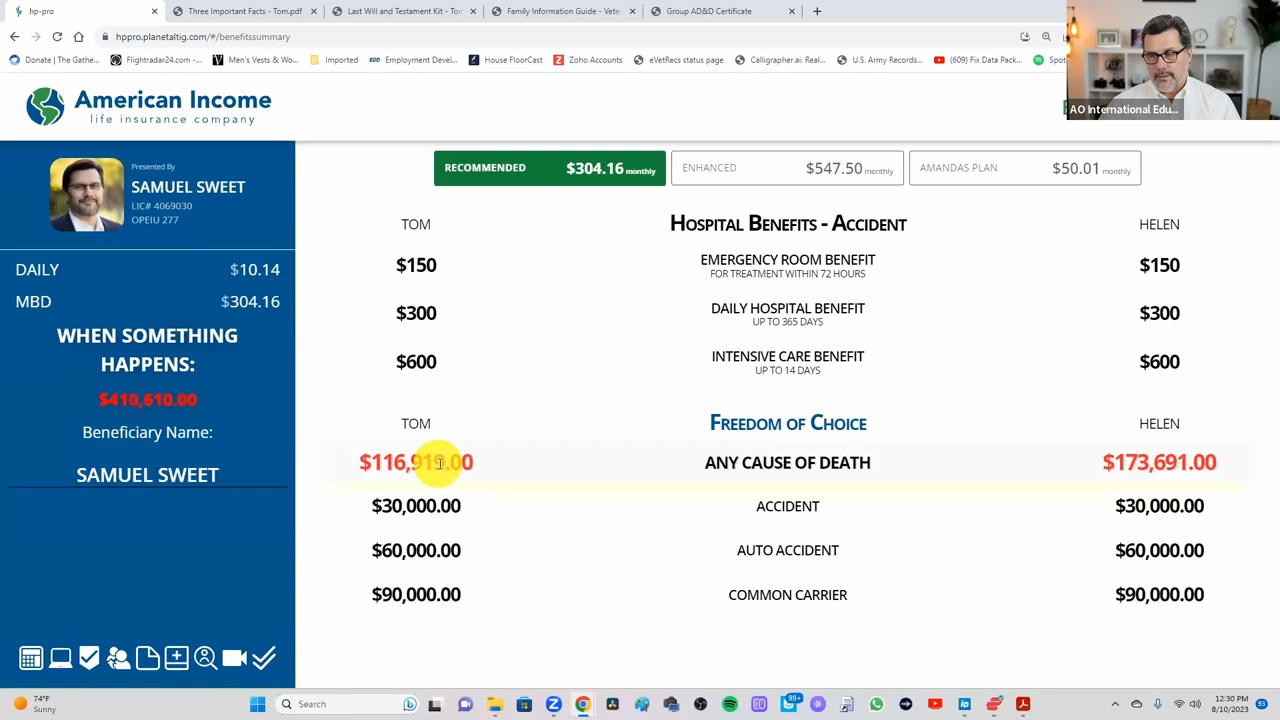 hp-pro
Three Important Facts - Tom.pdf
Last Will and Testament Kit - To
Family Information Guide - Vete
Group AD&D Certificate
hppro.planetaltig.com/#/benefitssummary
Donate | The Gathe...
Flightradar24.com -...
Men's Vests & Wo...
Imported
EDD
Employment Devel...
House FloorCast
Zoho Accounts
eVetRecs status page
Calligrapher.ai: Real...
U.S. Army Records...
(609) Fix Data Pack...
Spot
AO International Edu...
American Income
life insurance company
Presented By
SAMUEL SWEET
LIC# 4069030
OPEIU 277
DAILY $10.14
MBD $304.16
WHEN SOMETHING
HAPPENS:
$410,610.00
Beneficiary Name:
SAMUEL SWEET
RECOMMENDED $304.16 monthly
ENHANCED $547.50 monthly
AMANDAS PLAN $50.01 monthly
TOM HOSPITAL BENEFITS - ACCIDENT HELEN
$150 EMERGENCY ROOM BENEFIT $150
FOR TREATMENT WITHIN 72 HOURS
$300 DAILY HOSPITAL BENEFIT $300
UP TO 365 DAYS
$600 INTENSIVE CARE BENEFIT $600
UP TO 14 DAYS
TOM FREEDOM OF CHOICE HELEN
$116,919.00 ANY CAUSE OF DEATH $173,691.00
$30,000.00 ACCIDENT $30,000.00
$60,000.00 AUTO ACCIDENT $60,000.00
$90,000.00 COMMON CARRIER $90,000.00
74°F
Sunny
Search
99+
12:30 PM
8/10/2023
93